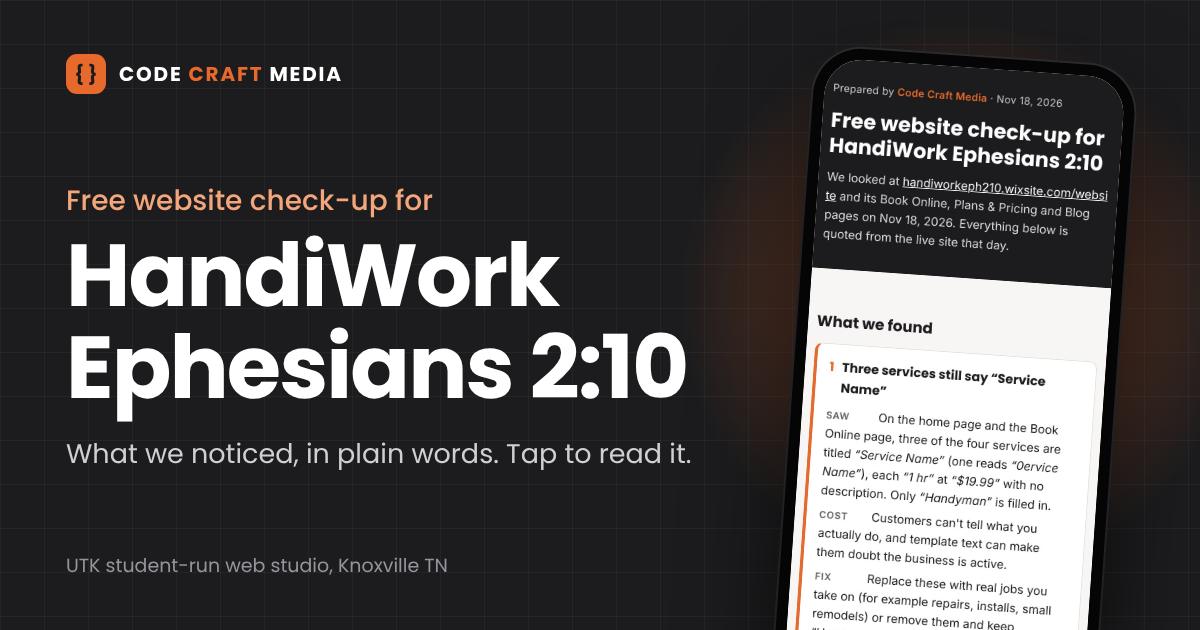 { } CODE CRAFT MEDIA
Free website check-up for
HandiWork
Ephesians 2:10
What we noticed, in plain words. Tap to read it.
UTK student-run web studio, Knoxville TN
Prepared by Code Craft Media · Nov 18, 2026
Free website check-up for
HandiWork Ephesians 2:10
We looked at handiworkeph210.wixsite.com/websi
te and its Book Online, Plans & Pricing and Blog
pages on Nov 18, 2026. Everything below is
quoted from the live site that day.
What we found
1 Three services still say “Service
Name”
SAW On the home page and the Book
Online page, three of the four services are
titled “Service Name” (one reads “0ervice
Name”), each “1 hr” at “$19.99” with no
description. Only “Handyman” is filled in.
COST Customers can't tell what you
actually do, and template text can make
them doubt the business is active.
FIX Replace these with real jobs you
take on (for example repairs, installs, small
remodels) or remove them and keep